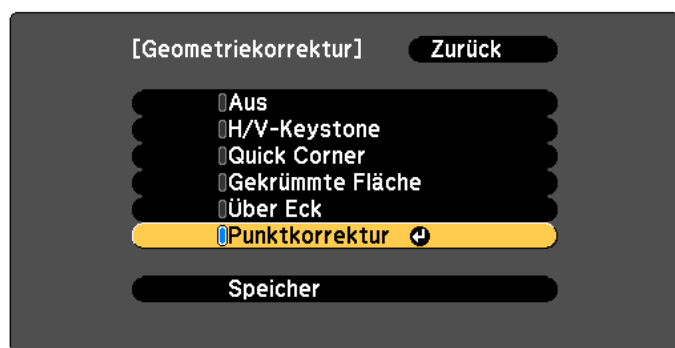 [Geometriekorrektur] Zurück
Aus
H/V-Keystone
Quick Corner
Gekrümmte Fläche
Über Eck
Punktkorrektur
Speicher